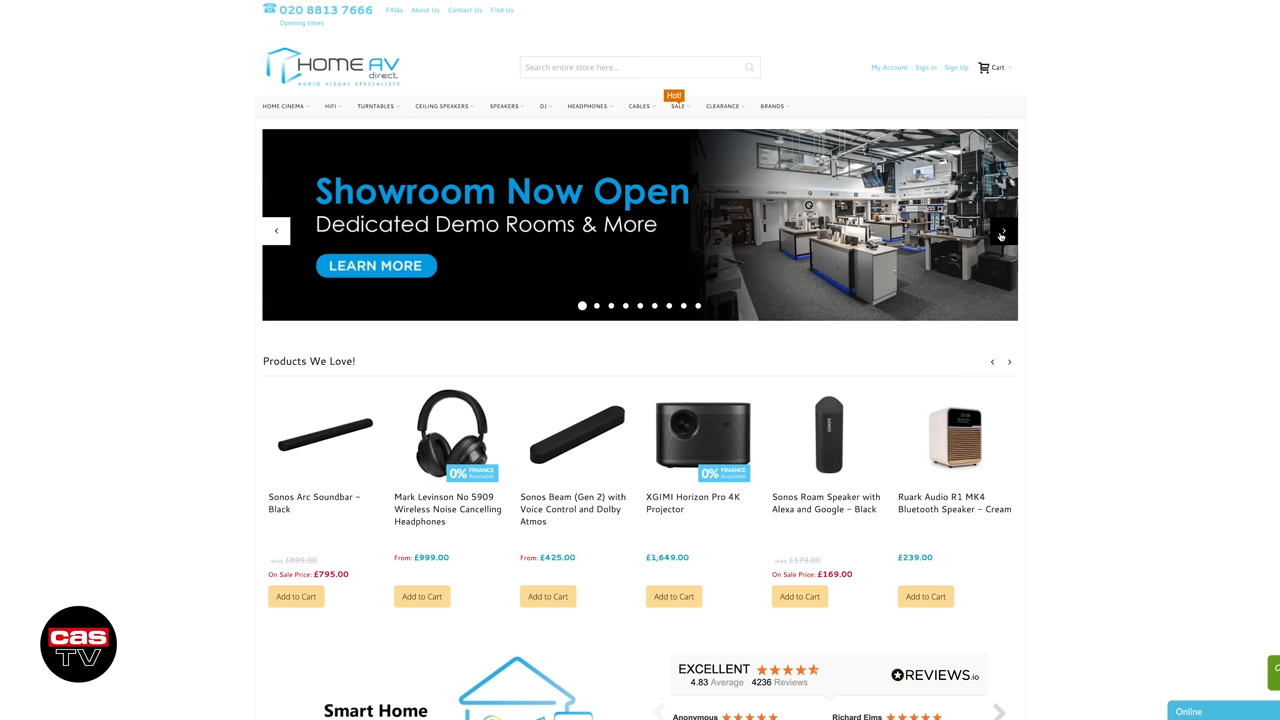 020 8813 7666 FAQs About Us Contact Us Find Us
Opening times
HOME AV
direct
AUDIO VISUAL SPECIALISTS
Search entire store here...
My Account Sign In Sign Up Cart
Hot!
HOME CINEMA HIFI TURNTABLES CEILING SPEAKERS SPEAKERS DJ HEADPHONES CABLES SALE CLEARANCE BRANDS
Showroom Now Open
Dedicated Demo Rooms & More
LEARN MORE
Products We Love!
0% FINANCE Available
0% FINANCE Available
SONOS
Sonos Arc Soundbar - Black
Mark Levinson No 5909 Wireless Noise Cancelling Headphones
Sonos Beam (Gen 2) with Voice Control and Dolby Atmos
XGIMI Horizon Pro 4K Projector
Sonos Roam Speaker with Alexa and Google - Black
Ruark Audio R1 MK4 Bluetooth Speaker - Cream
was £899.00
On Sale Price: £795.00
From: £999.00
From: £425.00
£1,649.00
was £179.00
On Sale Price: £169.00
£239.00
Add to Cart Add to Cart Add to Cart Add to Cart Add to Cart Add to Cart
cas
TV
Smart Home
EXCELLENT
4.83 Average 4236 Reviews
REVIEWS.io
Anonymous
Richard Elms
Online